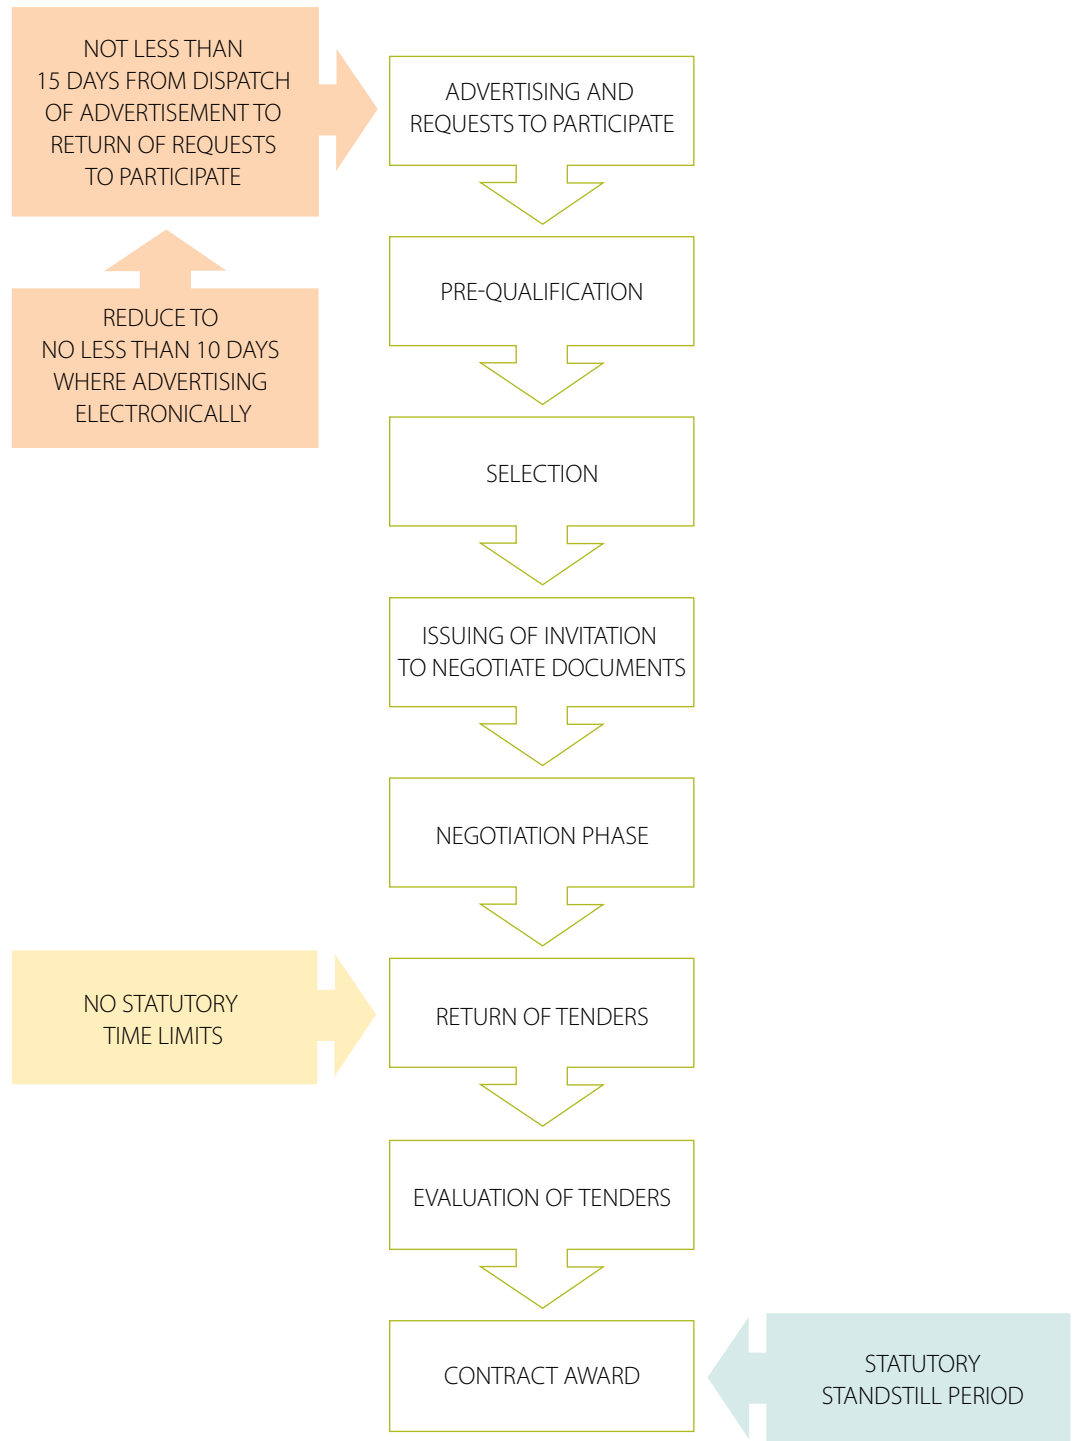 NOT LESS THAN
15 DAYS FROM DISPATCH
OF ADVERTISEMENT TO
RETURN OF REQUESTS
TO PARTICIPATE
ADVERTISING AND
REQUESTS TO PARTICIPATE
REDUCE TO
NO LESS THAN 10 DAYS
WHERE ADVERTISING
ELECTRONICALLY
PRE-QUALIFICATION
SELECTION
ISSUING OF INVITATION
TO NEGOTIATE DOCUMENTS
NEGOTIATION PHASE
NO STATUTORY
TIME LIMITS
RETURN OF TENDERS
EVALUATION OF TENDERS
CONTRACT AWARD
STATUTORY
STANDSTILL PERIOD